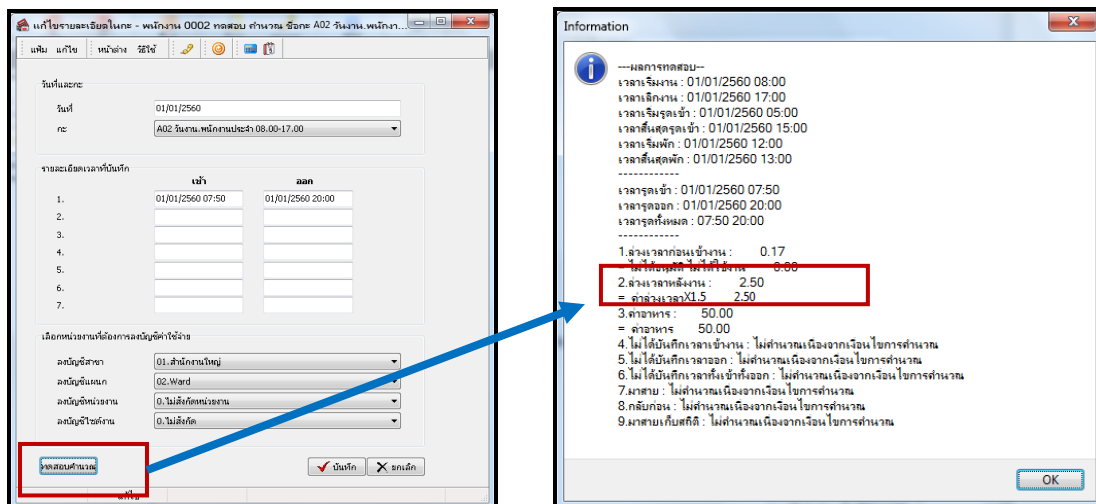 แก้ไขรายละเอียดในกะ - พนักงาน 0002 ทดสอบ คำนวณ ชื่อกะ A02 วันงาน.พนักงา...
แฟ้ม แก้ไข หน้าต่าง วิธีใช้
วันที่และกะ
วันที่ 01/01/2560
กะ A02 วันงาน.พนักงานประจำ 08.00-17.00
รายละเอียดเวลาที่บันทึก
เข้า ออก
1. 01/01/2560 07:50 01/01/2560 20:00
2.
3.
4.
5.
6.
7.
เลือกหน่วยงานที่ต้องการลงบัญชีค่าใช้จ่าย
ลงบัญชีสาขา 01.สำนักงานใหญ่
ลงบัญชีแผนก 02.Ward
ลงบัญชีหน่วยงาน 0.ไม่สังกัดหน่วยงาน
ลงบัญชีไซต์งาน 0.ไม่สังกัด
ทดสอบคำนวณ บันทึก ยกเลิก
แก้ไข
Information
---ผลการทดสอบ--
เวลาเริ่มงาน : 01/01/2560 08:00
เวลาเลิกงาน : 01/01/2560 17:00
เวลาเริ่มรูดเข้า : 01/01/2560 05:00
เวลาสิ้นสุดรูดเข้า : 01/01/2560 15:00
เวลาเริ่มพัก : 01/01/2560 12:00
เวลาสิ้นสุดพัก : 01/01/2560 13:00
------------
เวลารูดเข้า : 01/01/2560 07:50
เวลารูดออก : 01/01/2560 20:00
เวลารูดทั้งหมด : 07:50 20:00
------------
1.ล่วงเวลาก่อนเข้างาน : 0.17
= ไม่ได้อนุมัติ ไม่ได้ใช้งาน 0.00
2.ล่วงเวลาหลังงาน : 2.50
= ค่าล่วงเวลาX1.5 2.50
3.ค่าอาหาร : 50.00
= ค่าอาหาร 50.00
4.ไม่ได้บันทึกเวลาเข้างาน : ไม่คำนวณเนื่องจากเงื่อนไขการคำนวณ
5.ไม่ได้บันทึกเวลาออก : ไม่คำนวณเนื่องจากเงื่อนไขการคำนวณ
6.ไม่ได้บันทึกเวลาทั้งเข้าทั้งออก : ไม่คำนวณเนื่องจากเงื่อนไขการคำนวณ
7.มาสาย : ไม่คำนวณเนื่องจากเงื่อนไขการคำนวณ
8.กลับก่อน : ไม่คำนวณเนื่องจากเงื่อนไขการคำนวณ
9.มาสายเก็บสถิติ : ไม่คำนวณเนื่องจากเงื่อนไขการคำนวณ
OK